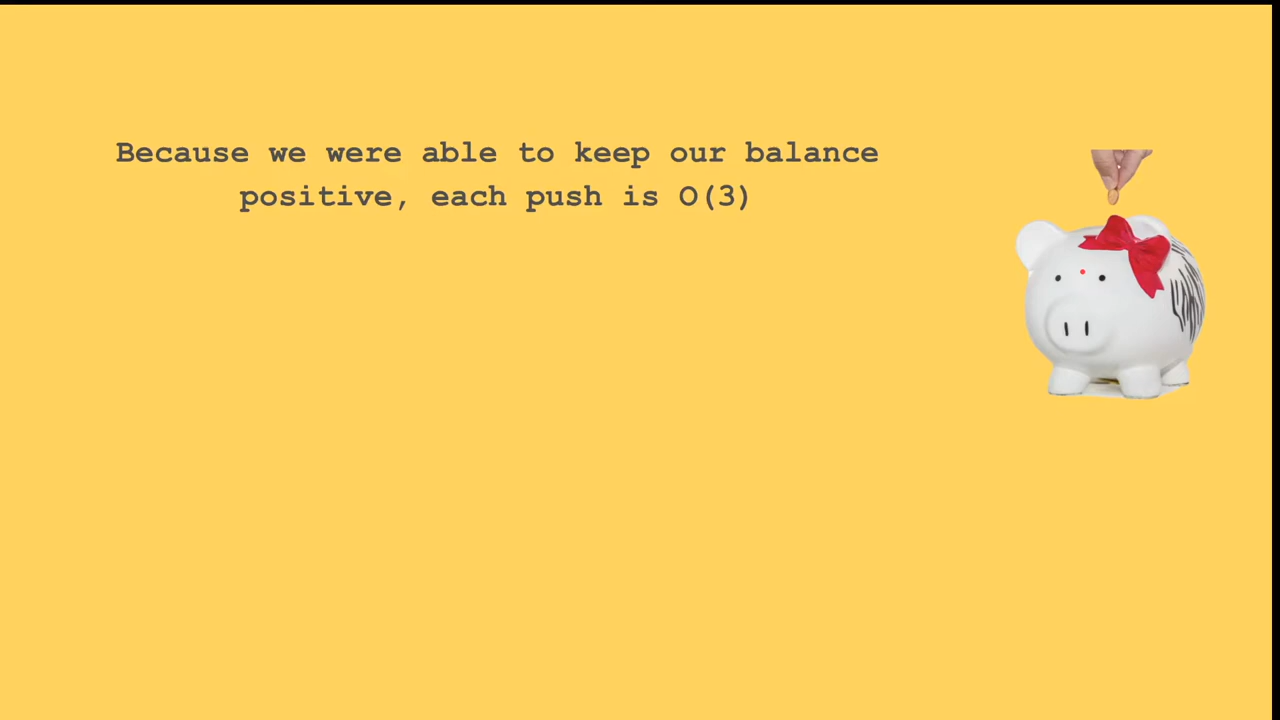 Because we were able to keep our balance
positive, each push is O(3)